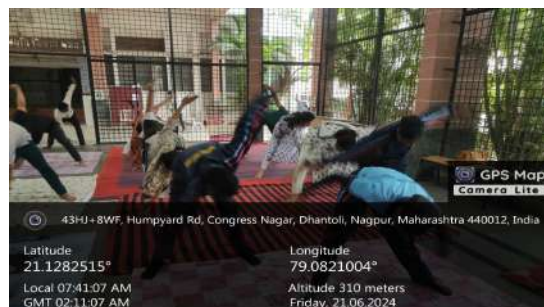 GPS Map
Camera Lite
43HJ+8WF, Humpyard Rd, Congress Nagar, Dhantoli, Nagpur, Maharashtra 440012, India
Latitude
21.1282515°
Longitude
79.0821004°
Local 07:41:07 AM
GMT 02:11:07 AM
Altitude 310 meters
Friday, 21.06.2024